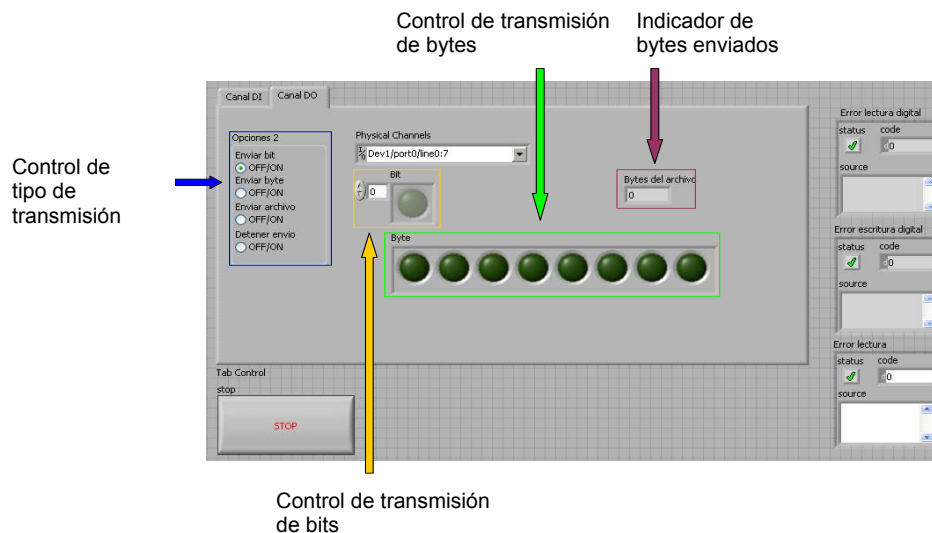 Control de transmisión
de bytes
Indicador de
bytes enviados
Control de
tipo de
transmisión
Canal DI
Canal DO
Opciones 2
Enviar bit
OFF/ON
Enviar byte
OFF/ON
Enviar archivo
OFF/ON
Detener envio
OFF/ON
Physical Channels
I/O Dev1/port0/line0:7
Bit
0
Bytes del archivo
0
Byte
Error lectura digital
status code
d0
source
Error escritura digital
status code
d0
source
Error lectura
status code
d0
source
Tab Control
stop
STOP
Control de transmisión
de bits